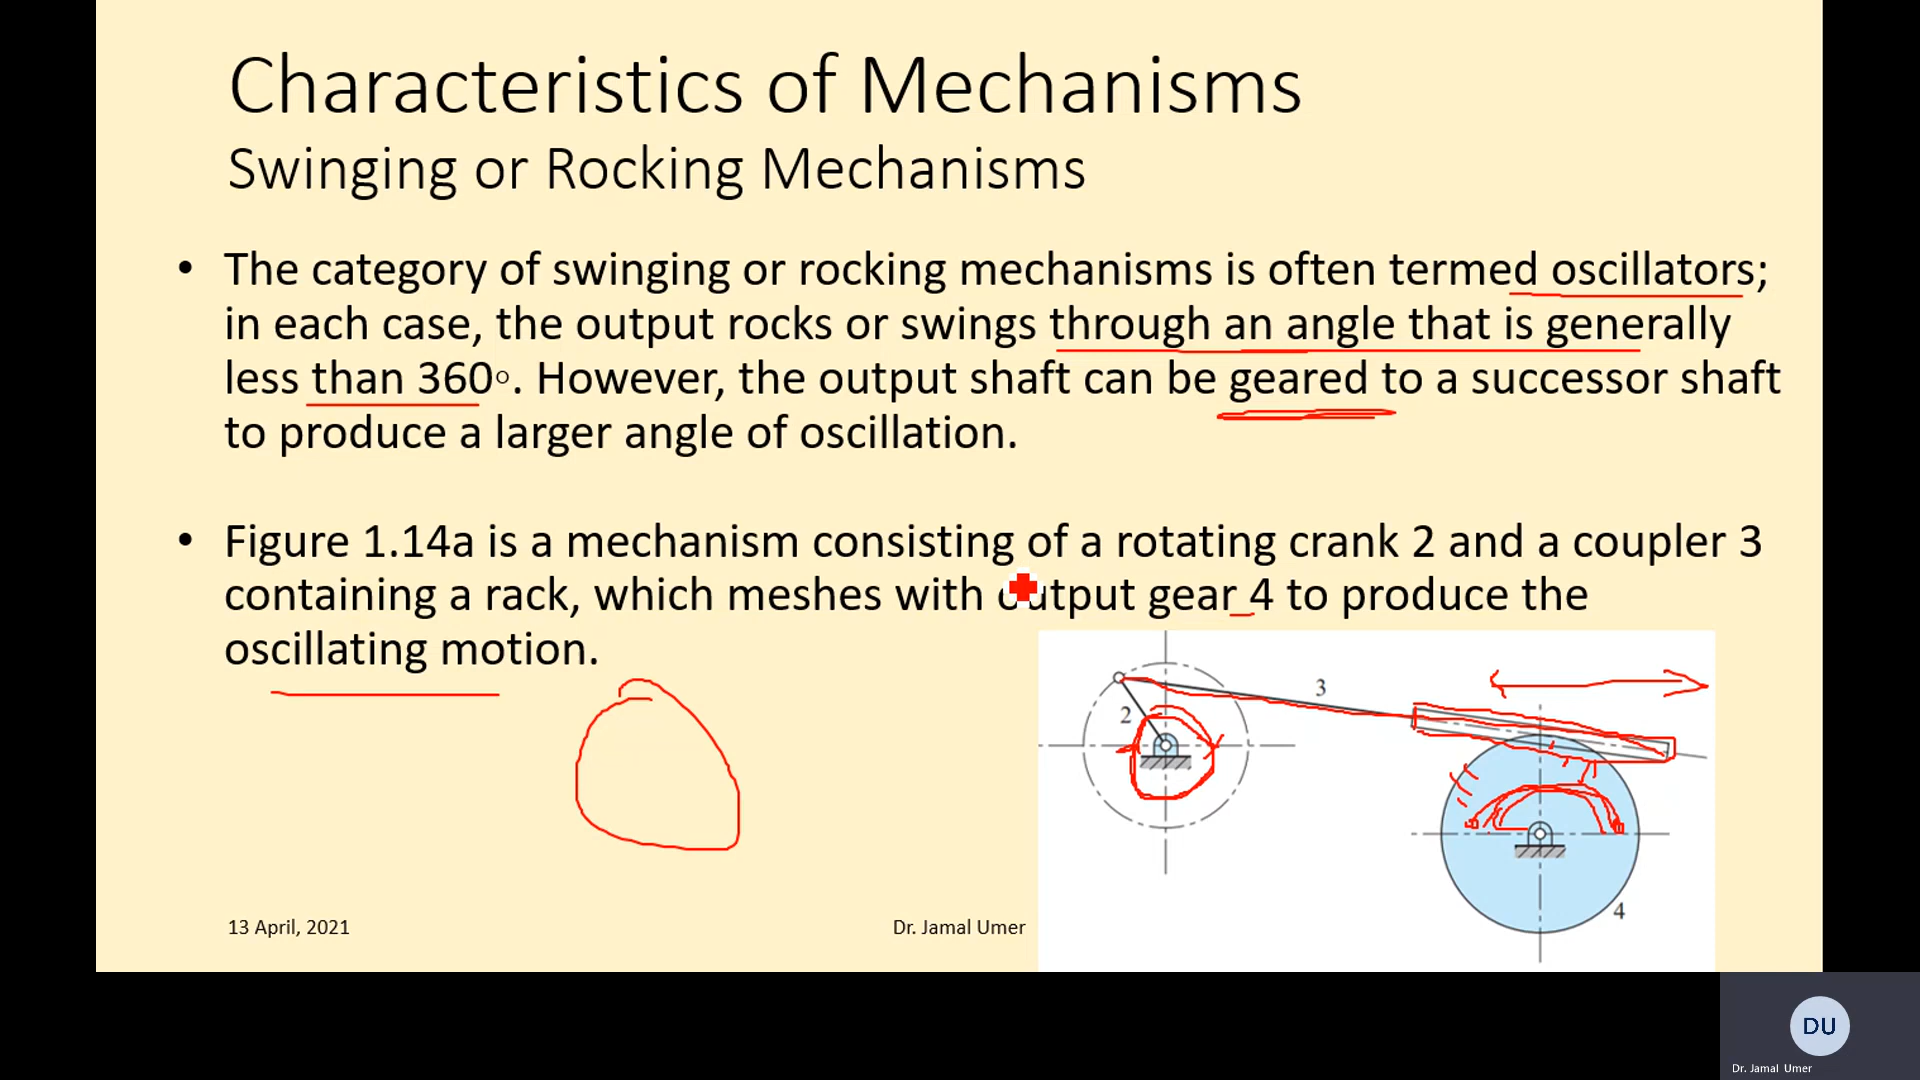 Characteristics of Mechanisms
Swinging or Rocking Mechanisms
• The category of swinging or rocking mechanisms is often termed oscillators;
in each case, the output rocks or swings through an angle that is generally
less than 360◦. However, the output shaft can be geared to a successor shaft
to produce a larger angle of oscillation.
• Figure 1.14a is a mechanism consisting of a rotating crank 2 and a coupler 3
containing a rack, which meshes with output gear 4 to produce the
oscillating motion.
3
2
4
13 April, 2021
Dr. Jamal Umer
DU
Dr. Jamal Umer